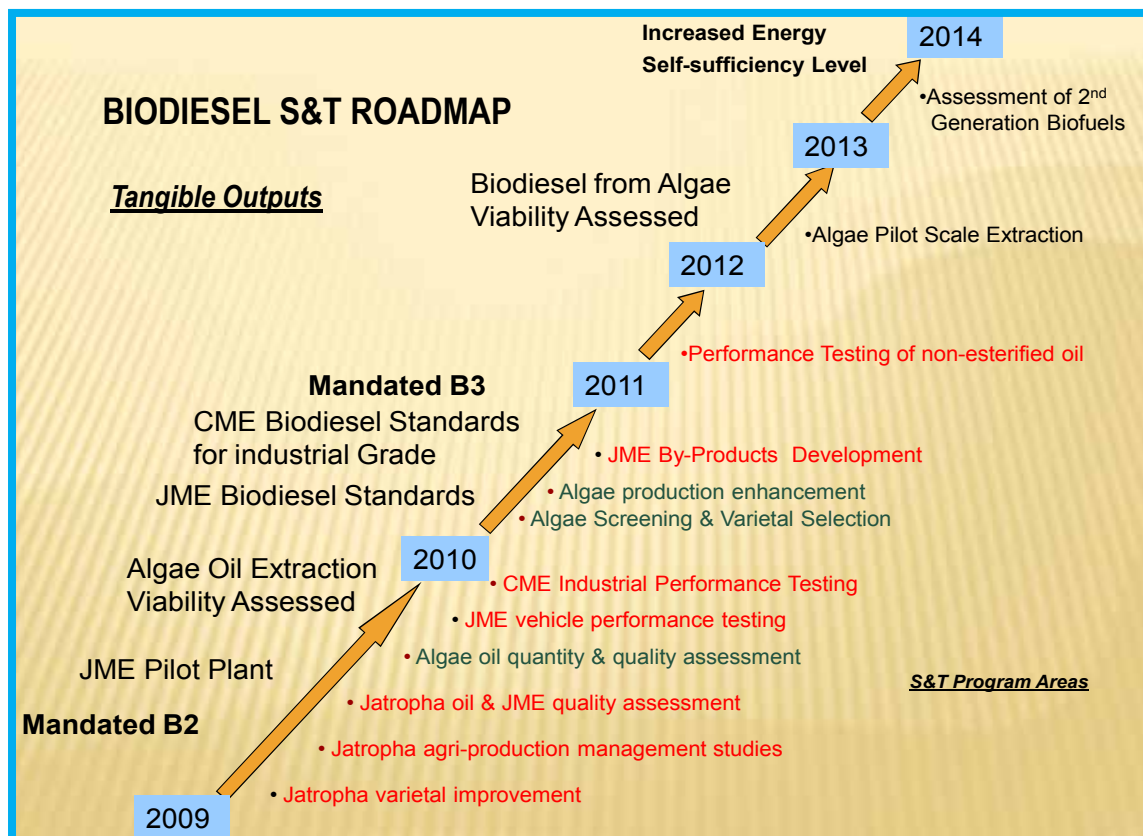 Increased Energy
Self-sufficiency Level
2014
BIODIESEL S&T ROADMAP
•Assessment of 2nd
Generation Biofuels
2013
Tangible Outputs
Biodiesel from Algae
Viability Assessed
•Algae Pilot Scale Extraction
2012
•Performance Testing of non-esterified oil
2011
Mandated B3
CME Biodiesel Standards
for industrial Grade
JME Biodiesel Standards
• JME By-Products Development
• Algae production enhancement
• Algae Screening & Varietal Selection
2010
Algae Oil Extraction
Viability Assessed
• CME Industrial Performance Testing
• JME vehicle performance testing
• Algae oil quantity & quality assessment
JME Pilot Plant
S&T Program Areas
• Jatropha oil & JME quality assessment
Mandated B2
• Jatropha agri-production management studies
• Jatropha varietal improvement
2009